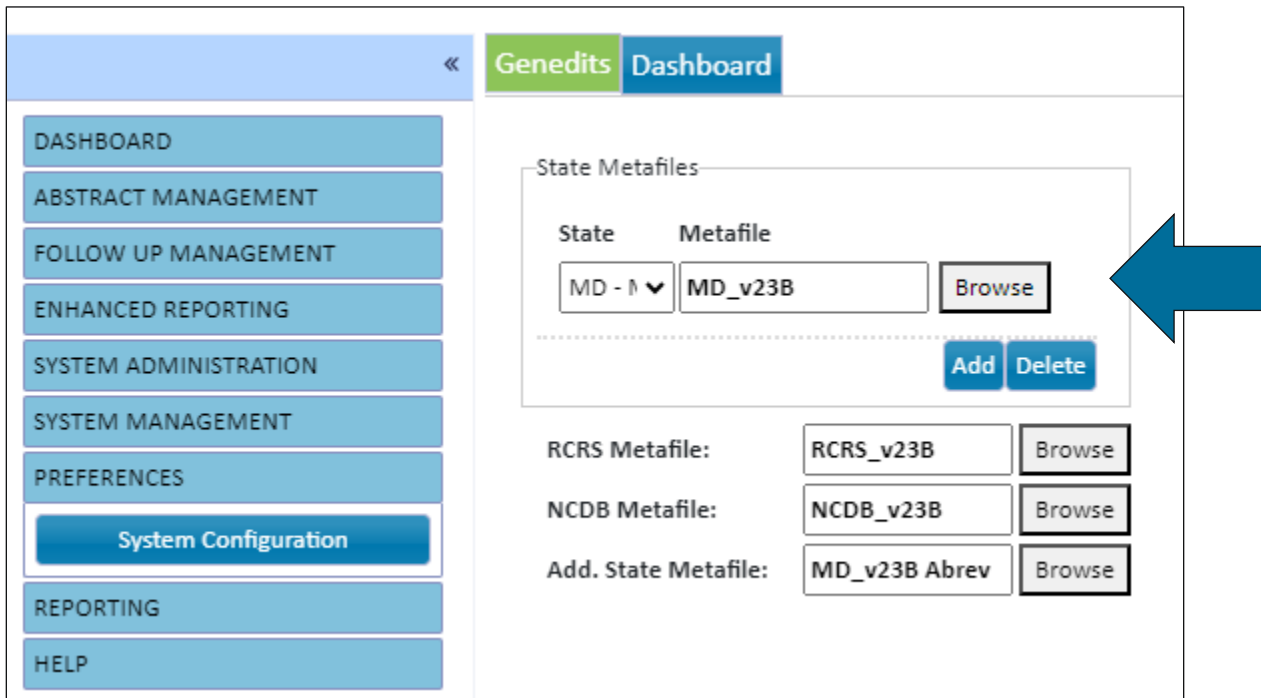 «
DASHBOARD
ABSTRACT MANAGEMENT
FOLLOW UP MANAGEMENT
ENHANCED REPORTING
SYSTEM ADMINISTRATION
SYSTEM MANAGEMENT
PREFERENCES
System Configuration
REPORTING
HELP
Genedits Dashboard
State Metafiles
State Metafile
MD - MD_v23B Browse
Add Delete
RCRS Metafile: RCRS_v23B Browse
NCDB Metafile: NCDB_v23B Browse
Add. State Metafile: MD_v23B Abrev Browse